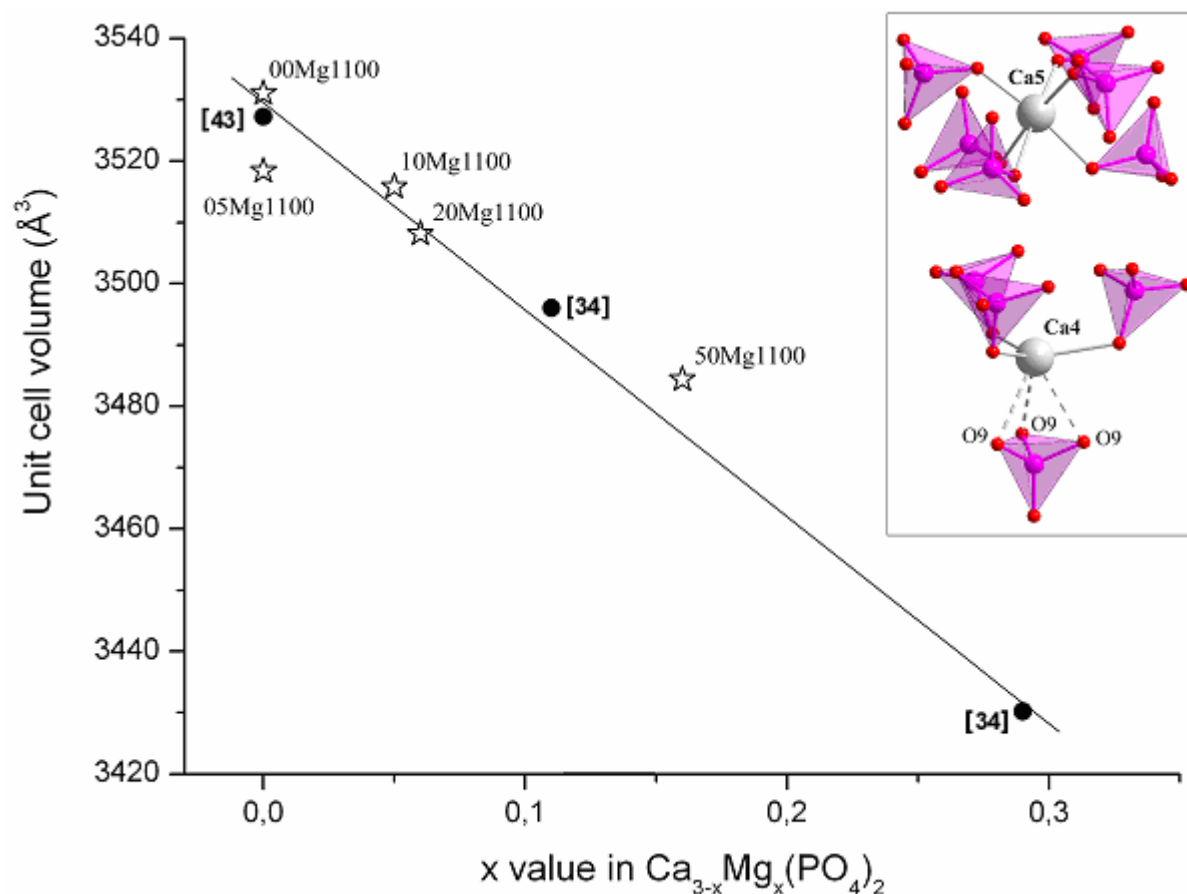 3540
3520
3500
3480
3460
3440
3420
Unit cell volume (Å³)
00Mg1100
[43]
05Mg1100
10Mg1100
20Mg1100
[34]
50Mg1100
[34]
Ca5
Ca4
O9 O9 O9
0,0 0,1 0,2 0,3
x value in Ca₃₋ₓMgₓ(PO₄)₂